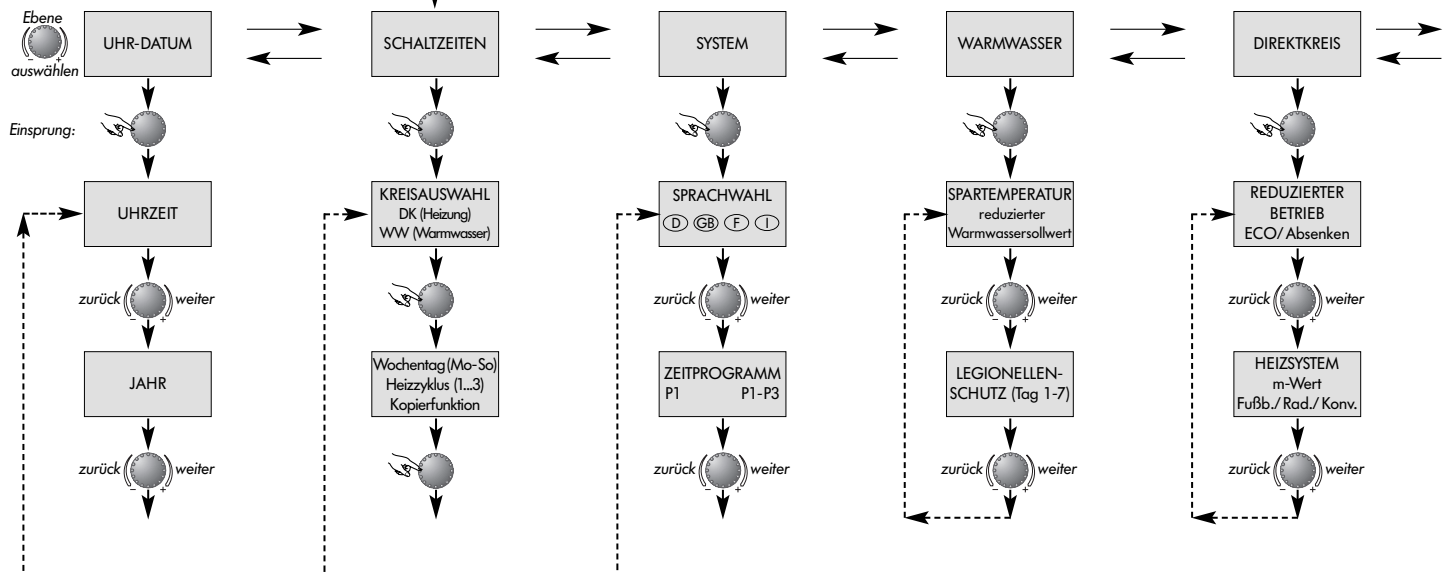 Ebene
auswählen
UHR-DATUM
SCHALTZEITEN
SYSTEM
WARMWASSER
DIREKTKREIS
- +
Einsprung:
UHRZEIT
KREISAUSWAHL
DK (Heizung)
WW (Warmwasser)
SPRACHWAHL
D GB F I
SPARTEMPERATUR
reduzierter
Warmwassersollwert
REDUZIERTER
BETRIEB
ECO/ Absenken
zurück - + weiter
zurück - + weiter
zurück - + weiter
zurück - + weiter
JAHR
Wochentag (Mo-So)
Heizzyklus (1...3)
Kopierfunktion
ZEITPROGRAMM
P1 P1-P3
LEGIONELLEN-
SCHUTZ (Tag 1-7)
HEIZSYSTEM
m-Wert
Fußb./ Rad./ Konv.
zurück - + weiter
zurück - + weiter
zurück - + weiter
zurück - + weiter